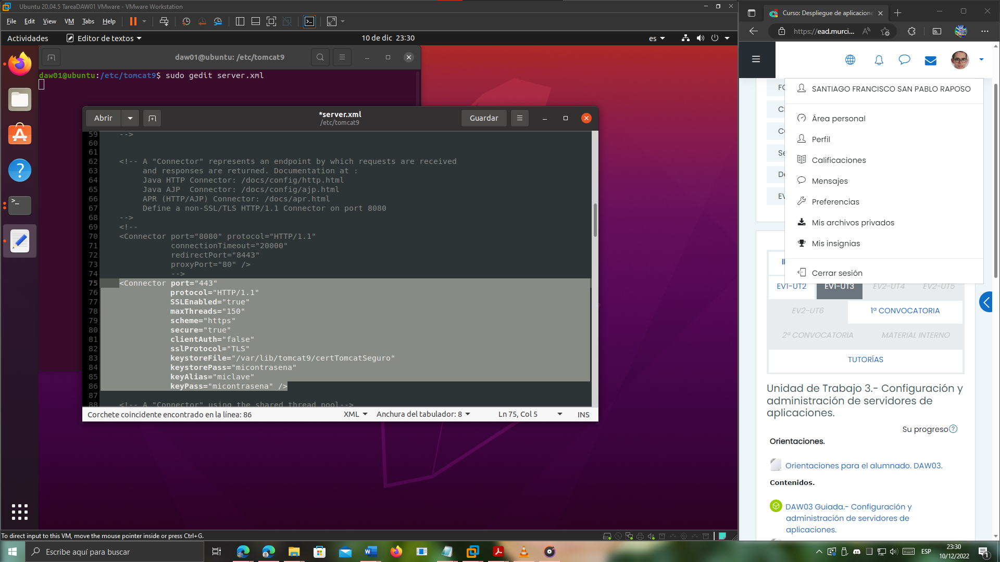 Ubuntu 20.04.5 TareaDAW01 VMware - VMware Workstation
File Edit View VM Tabs Help
Actividades Editor de textos 10 de dic 23:30 es
daw01@ubuntu: /etc/tomcat9
daw01@ubuntu:/etc/tomcat9$ sudo gedit server.xml
Abrir *server.xml Guardar
/etc/tomcat9
59 -->
60
61
62 <!-- A "Connector" represents an endpoint by which requests are received
63 and responses are returned. Documentation at :
64 Java HTTP Connector: /docs/config/http.html
65 Java AJP  Connector: /docs/config/ajp.html
66 APR (HTTP/AJP) Connector: /docs/apr.html
67 Define a non-SSL/TLS HTTP/1.1 Connector on port 8080
68 -->
69 <!--
70 <Connector port="8080" protocol="HTTP/1.1"
71 connectionTimeout="20000"
72 redirectPort="8443"
73 proxyPort="80" />
74 -->
75 <Connector port="443"
76 protocol="HTTP/1.1"
77 SSLEnabled="true"
78 maxThreads="150"
79 scheme="https"
80 secure="true"
81 clientAuth="false"
82 sslProtocol="TLS"
83 keystoreFile="/var/lib/tomcat9/certTomcatSeguro"
84 keystorePass="micontrasena"
85 keyAlias="miclave"
86 keyPass="micontrasena" />
87
88 <!-- A "Connector" using the shared thread pool-->
Corchete coincidente encontrado en la línea: 86 XML Anchura del tabulador: 8 Ln 75, Col 5 INS
To direct input to this VM, move the mouse pointer inside or press Ctrl+G.
Curso: Despliegue de aplicacione
https://ead.murci...
SANTIAGO FRANCISCO SAN PABLO RAPOSO
Área personal
Perfil
Calificaciones
Mensajes
Preferencias
Mis archivos privados
Mis insignias
Cerrar sesión
EV1-UT2 EV1-UT3 EV2-UT4 EV2-UT5
EV2-UT6 1ª CONVOCATORIA
2ª CONVOCATORIA MATERIAL INTERNO
TUTORÍAS
Unidad de Trabajo 3.- Configuración y
administración de servidores de
aplicaciones.
Su progreso
Orientaciones.
Orientaciones para el alumnado. DAW03.
Contenidos.
DAW03 Guiada.- Configuración y
administración de servidores de
aplicaciones.
Escribe aquí para buscar
ESP
23:30
10/12/2022
1